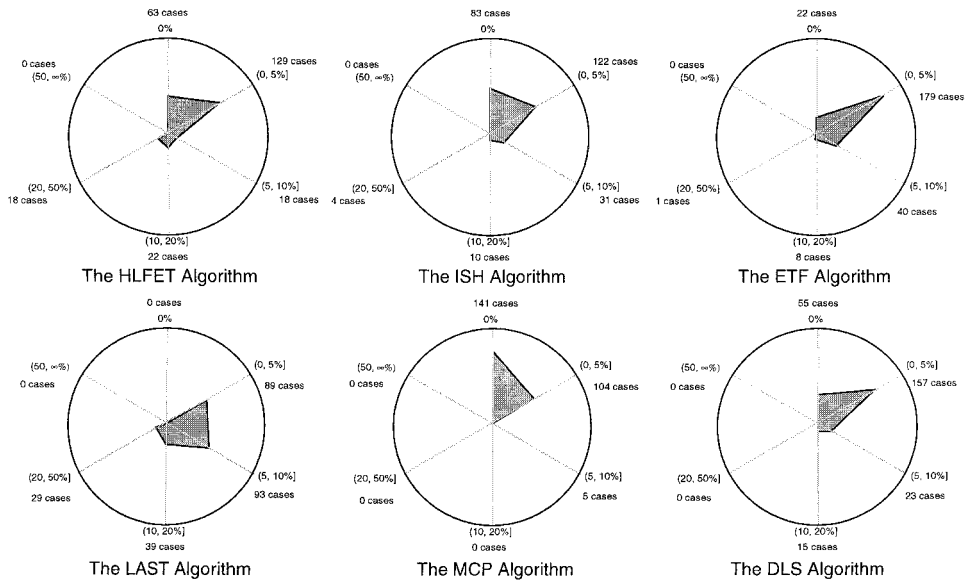 63 cases
0%
129 cases
(0, 5%]
(5, 10%]
18 cases
(10, 20%]
22 cases
(20, 50%]
18 cases
0 cases
(50, ∞%)
The HLFET Algorithm
83 cases
0%
122 cases
(0, 5%]
(5, 10%]
31 cases
(10, 20%]
10 cases
(20, 50%]
4 cases
0 cases
(50, ∞%)
The ISH Algorithm
22 cases
0%
(0, 5%]
179 cases
(5, 10%]
40 cases
(10, 20%]
8 cases
(20, 50%]
1 cases
0 cases
(50, ∞%)
The ETF Algorithm
0 cases
0%
(0, 5%]
89 cases
(5, 10%]
93 cases
(10, 20%]
39 cases
(20, 50%]
29 cases
(50, ∞%)
0 cases
The LAST Algorithm
141 cases
0%
(0, 5%]
104 cases
(5, 10%]
5 cases
(10, 20%]
0 cases
(20, 50%]
0 cases
(50, ∞%)
0 cases
The MCP Algorithm
55 cases
0%
(0, 5%]
157 cases
(5, 10%]
23 cases
(10, 20%]
15 cases
(20, 50%]
0 cases
(50, ∞%)
0 cases
The DLS Algorithm